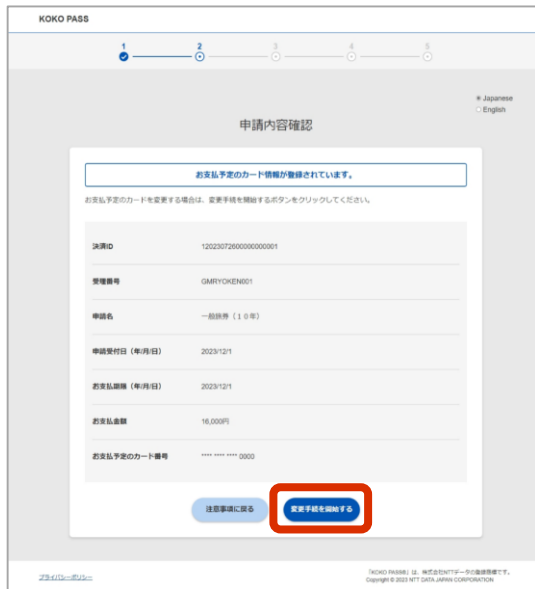 KOKO PASS
1 2 3 4 5
Japanese
English
申請内容確認
お支払予定のカード情報が登録されています。
お支払予定のカードを変更する場合は、変更手続を開始するボタンをクリックしてください。
決済ID 12023072600000000001
受理番号 GMRYOKEN001
申請名 一般旅券（１０年）
申請受付日（年/月/日） 2023/12/1
お支払期限（年/月/日） 2023/12/1
お支払金額 16,000円
お支払予定のカード番号 **** **** **** 0000
注意事項に戻る 変更手続を開始する
プライバシーポリシー
「KOKO PASS®」は、株式会社NTTデータの登録商標です。
Copyright © 2023 NTT DATA JAPAN CORPORATION